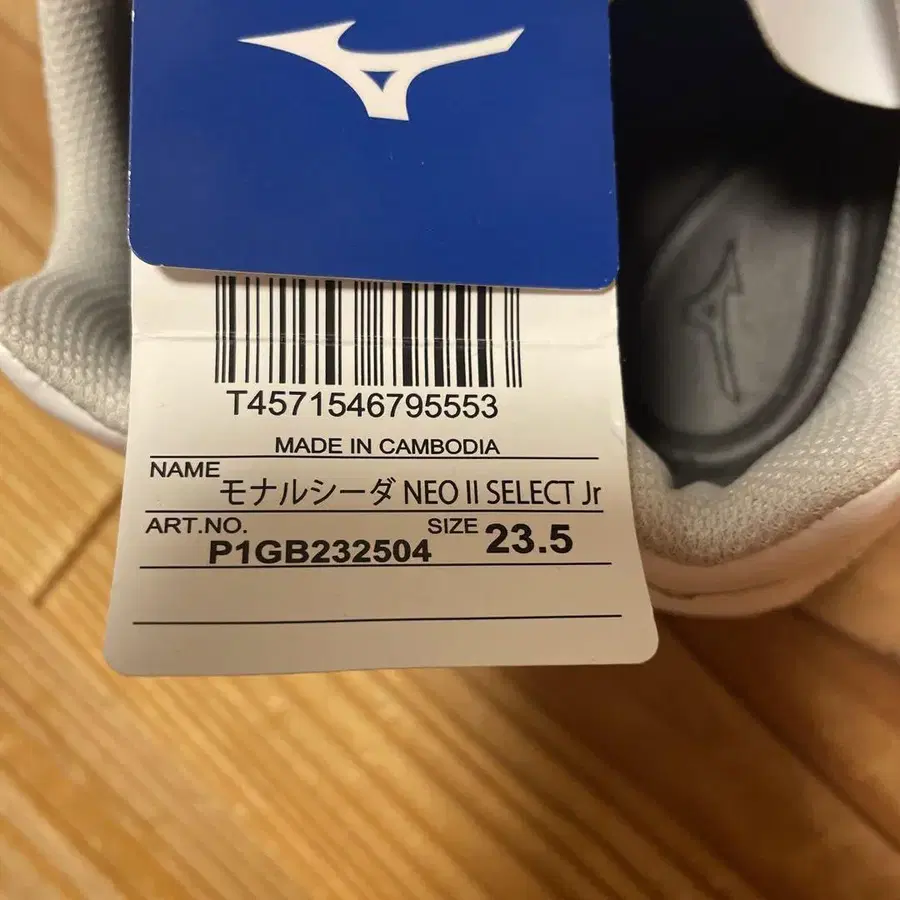 T4571546795553
MADE IN CAMBODIA
NAME モナルシーダ NEO II SELECT Jr
ART.NO. P1GB232504 SIZE 23.5